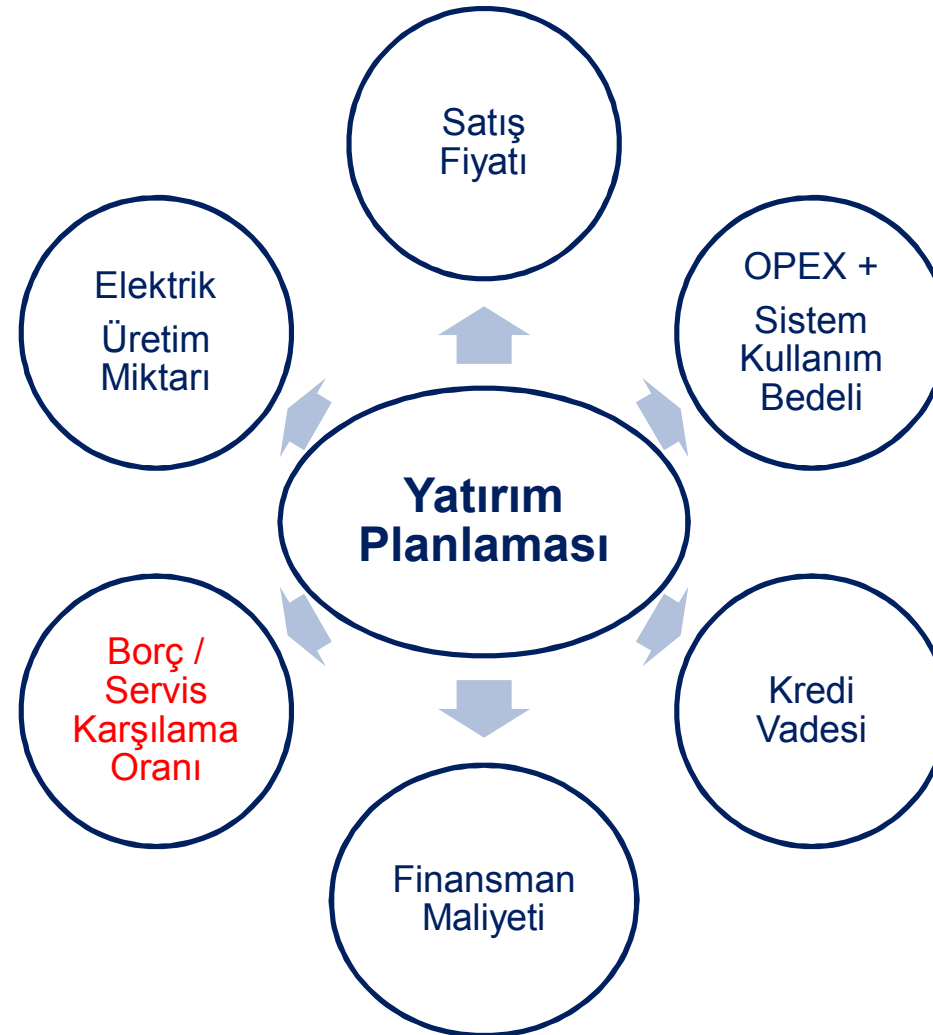 Satış
Fiyatı
Elektrik
Üretim
Miktarı
OPEX +
Sistem
Kullanım
Bedeli
Yatırım
Planlaması
Borç /
Servis
Karşılama
Oranı
Kredi
Vadesi
Finansman
Maliyeti